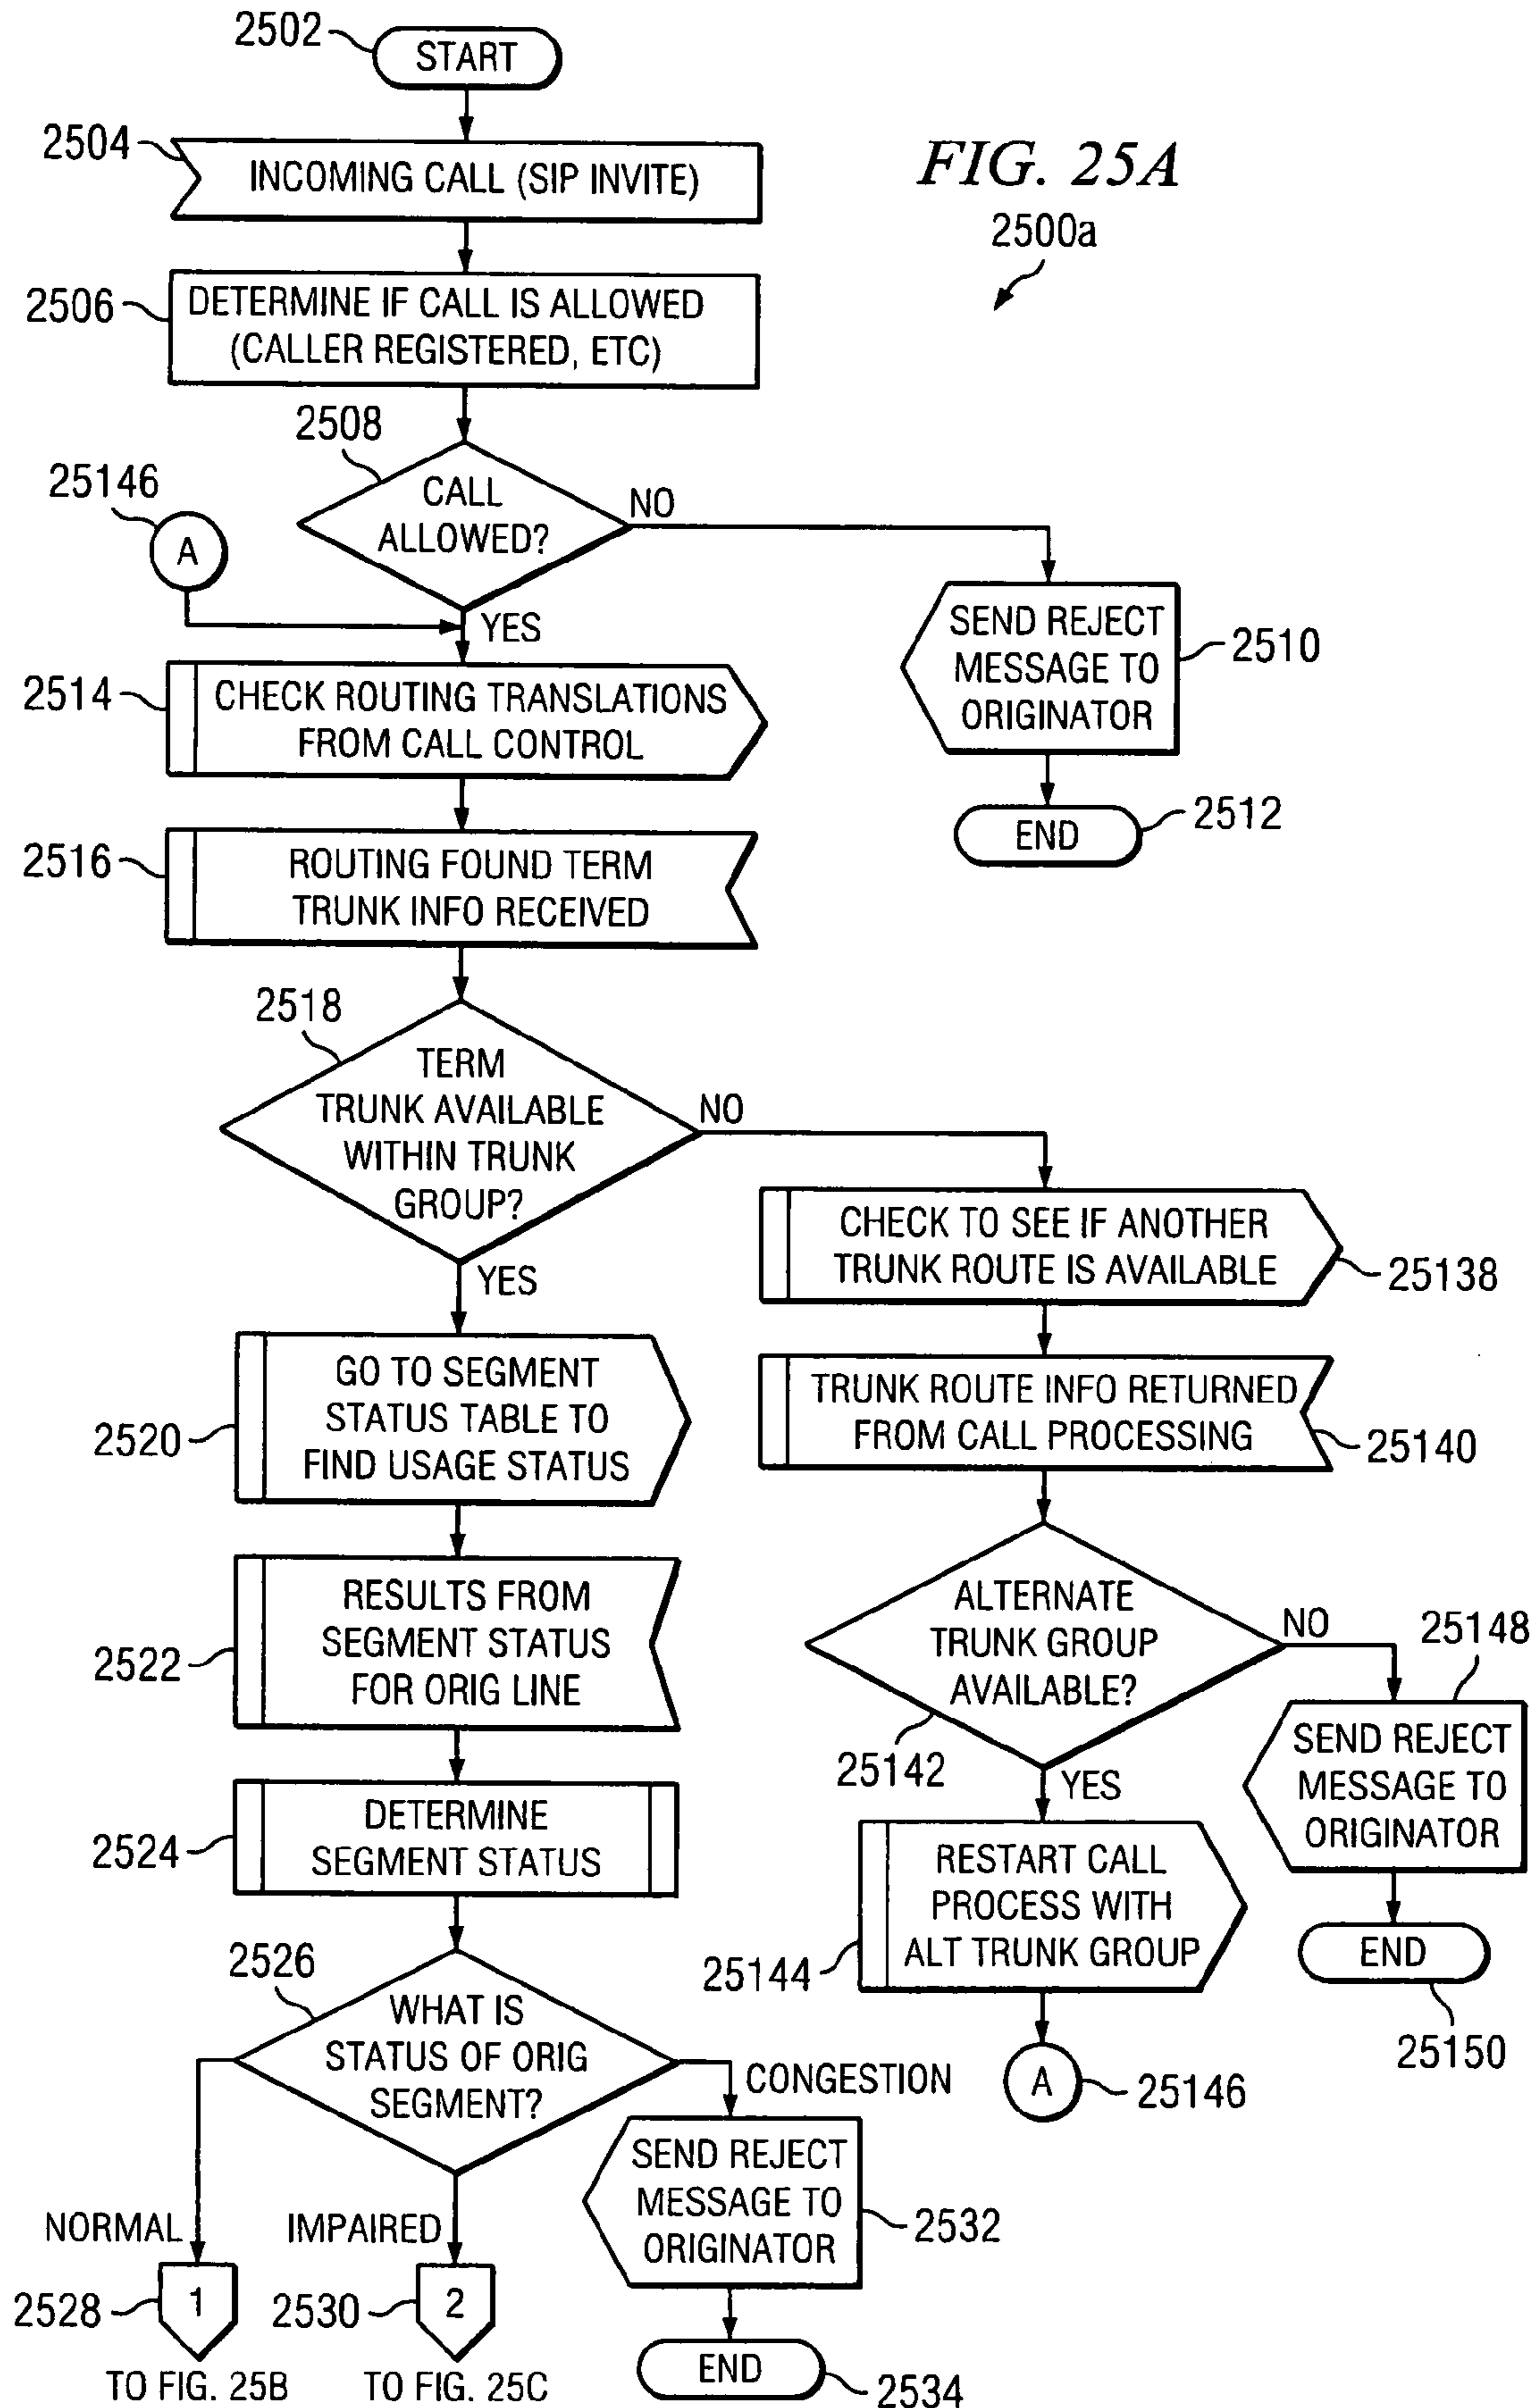 2502
START
2504
INCOMING CALL (SIP INVITE)
FIG. 25A
2500a
2506
DETERMINE IF CALL IS ALLOWED
(CALLER REGISTERED, ETC)
2508
CALL
ALLOWED?
NO
25146
A
YES
SEND REJECT
MESSAGE TO
ORIGINATOR
2510
END
2512
2514
CHECK ROUTING TRANSLATIONS
FROM CALL CONTROL
2516
ROUTING FOUND TERM
TRUNK INFO RECEIVED
2518
TERM
TRUNK AVAILABLE
WITHIN TRUNK
GROUP?
NO
YES
CHECK TO SEE IF ANOTHER
TRUNK ROUTE IS AVAILABLE
25138
TRUNK ROUTE INFO RETURNED
FROM CALL PROCESSING
25140
2520
GO TO SEGMENT
STATUS TABLE TO
FIND USAGE STATUS
2522
RESULTS FROM
SEGMENT STATUS
FOR ORIG LINE
ALTERNATE
TRUNK GROUP
AVAILABLE?
25142
NO
YES
25148
SEND REJECT
MESSAGE TO
ORIGINATOR
END
25150
2524
DETERMINE
SEGMENT STATUS
25144
RESTART CALL
PROCESS WITH
ALT TRUNK GROUP
A
25146
2526
WHAT IS
STATUS OF ORIG
SEGMENT?
CONGESTION
SEND REJECT
MESSAGE TO
ORIGINATOR
2532
END
2534
NORMAL
IMPAIRED
2528
1
2530
2
TO FIG. 25B
TO FIG. 25C